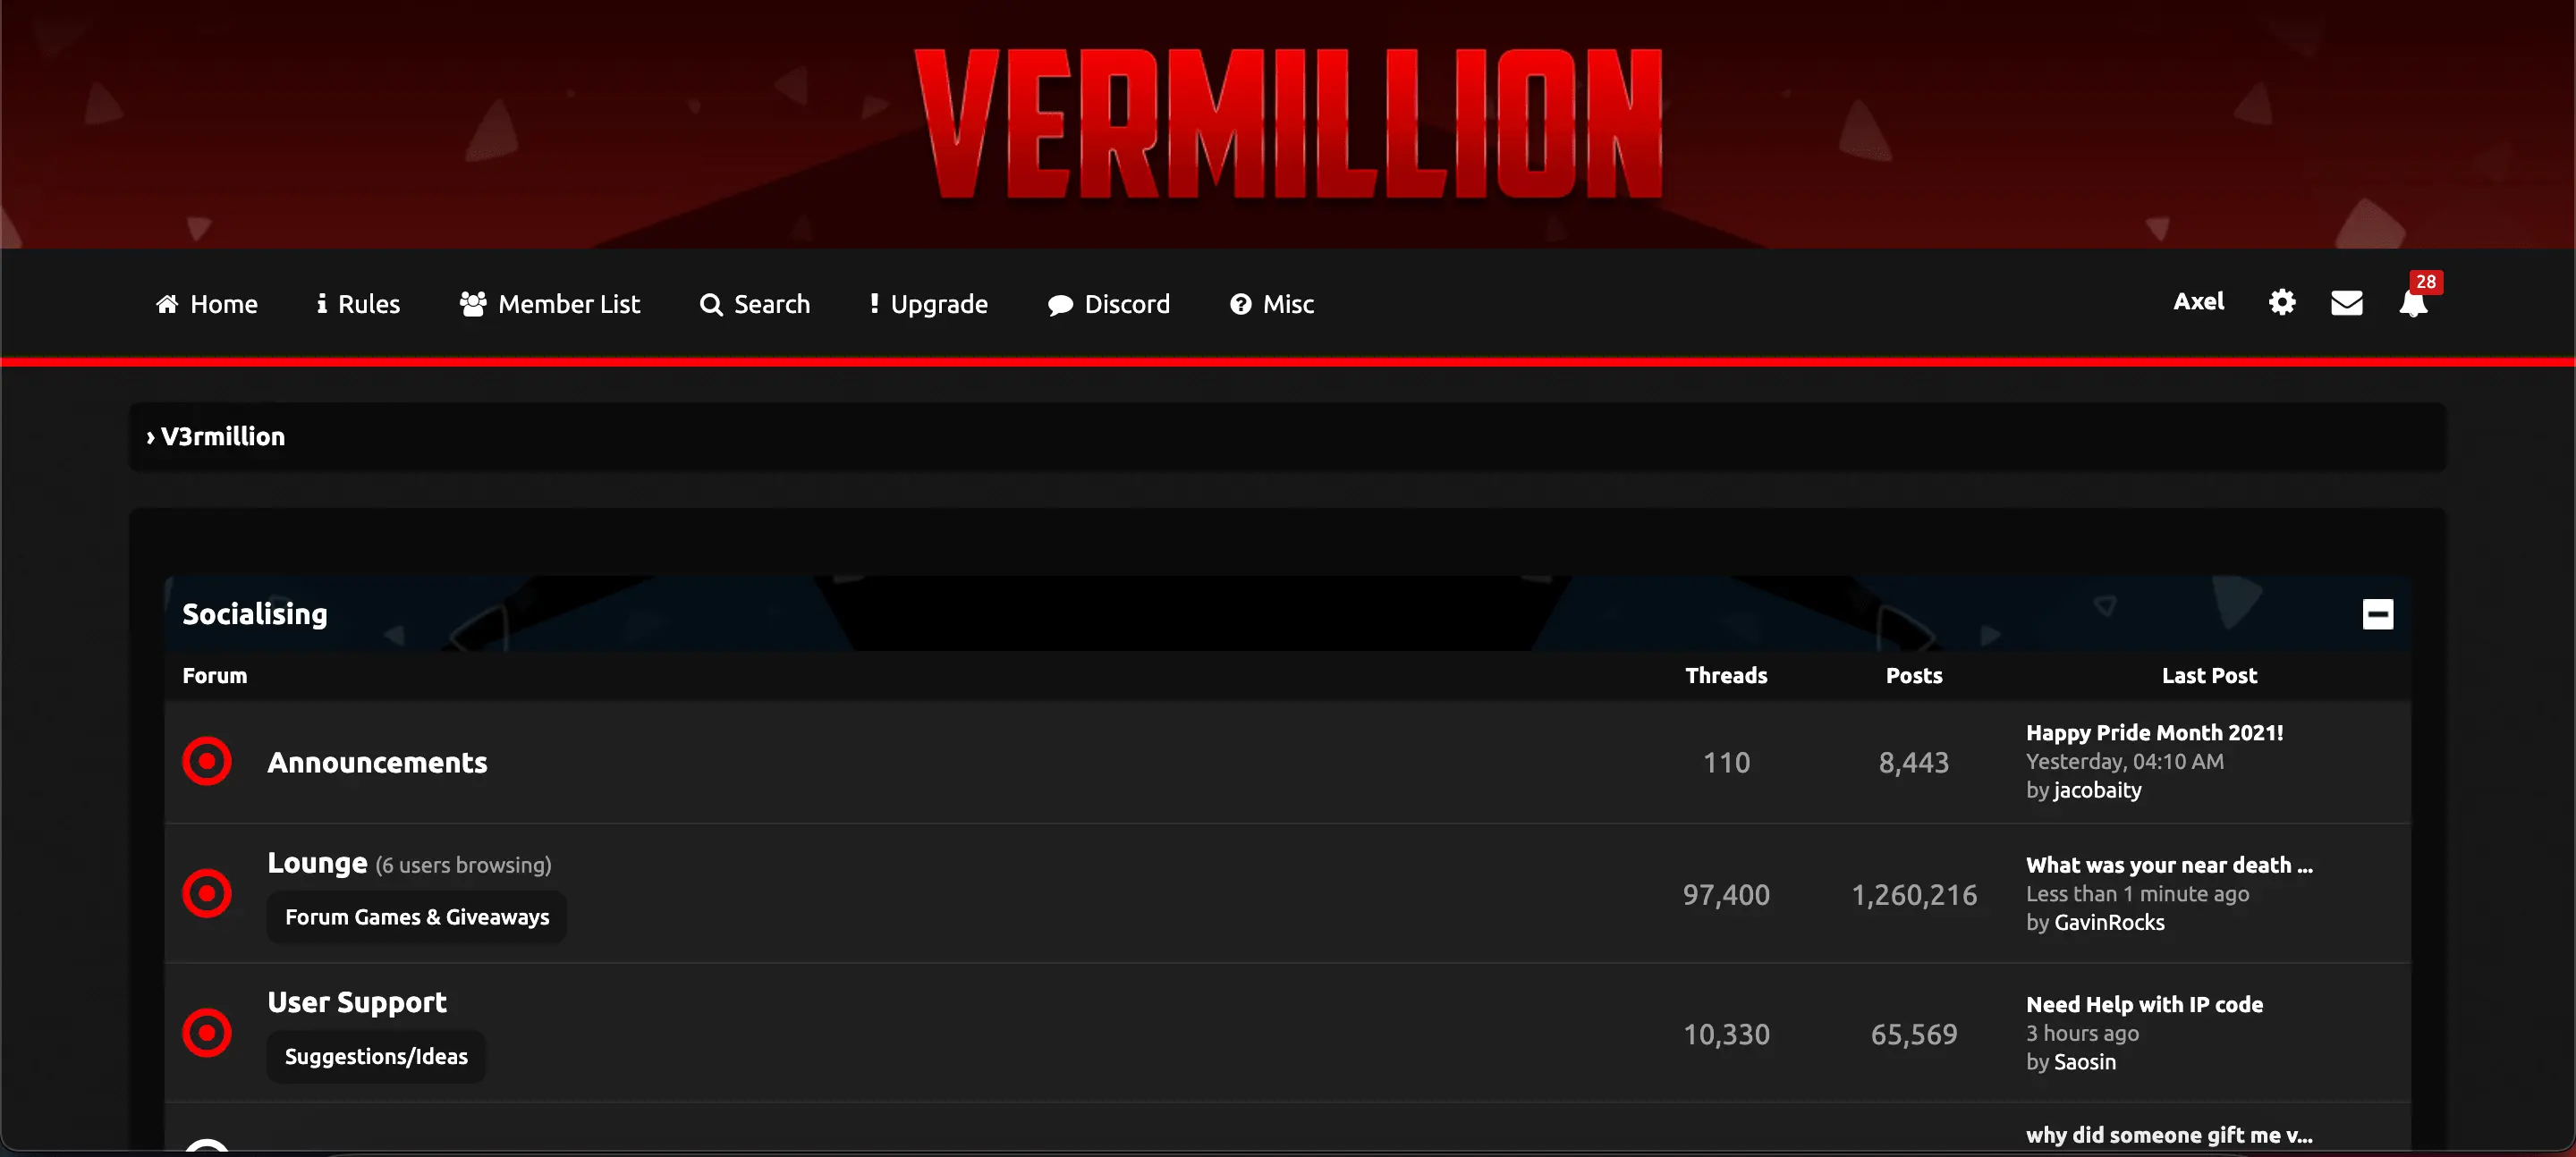 VERMILLION
Home Rules Member List Search Upgrade Discord Misc Axel 28
› V3rmillion
Socialising
Forum Threads Posts Last Post
Announcements 110 8,443
Happy Pride Month 2021!
Yesterday, 04:10 AM
by jacobaity
Lounge (6 users browsing)
Forum Games & Giveaways
97,400 1,260,216
What was your near death ...
Less than 1 minute ago
by GavinRocks
User Support
Suggestions/Ideas
10,330 65,569
Need Help with IP code
3 hours ago
by Saosin
why did someone gift me v...